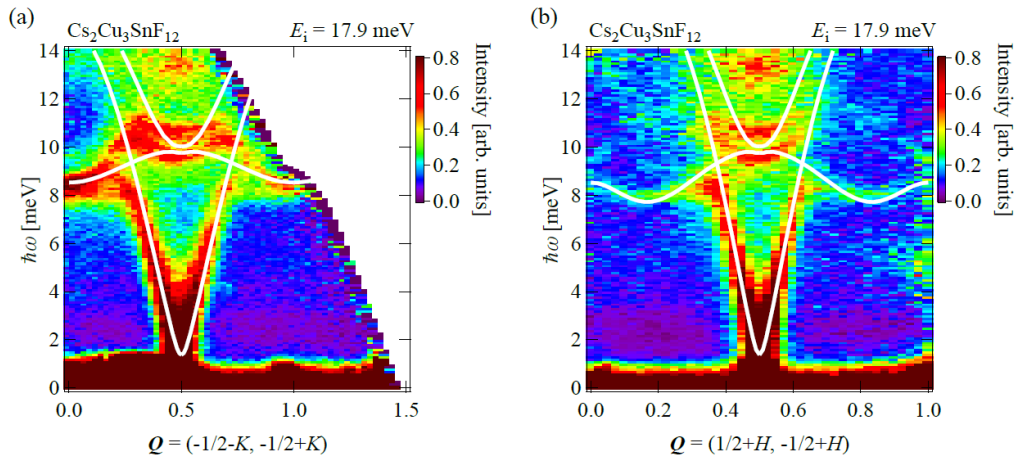 (a)
Cs₂Cu₃SnF₁₂ Eᵢ = 17.9 meV
14
12
10
8
6
4
2
0
ℏω [meV]
0.0 0.5 1.0 1.5
Q = (-1/2-K, -1/2+K)
0.8
0.6
0.4
0.2
0.0
Intensity [arb. units]
(b)
Cs₂Cu₃SnF₁₂ Eᵢ = 17.9 meV
14
12
10
8
6
4
2
0
ℏω [meV]
0.0 0.2 0.4 0.6 0.8 1.0
Q = (1/2+H, -1/2+H)
0.8
0.6
0.4
0.2
0.0
Intensity [arb. units]